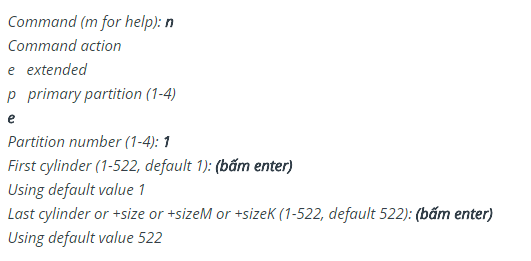 Command (m for help): n
Command action
e extended
p primary partition (1-4)
e
Partition number (1-4): 1
First cylinder (1-522, default 1): (bấm enter)
Using default value 1
Last cylinder or +size or +sizeM or +sizeK (1-522, default 522): (bấm enter)
Using default value 522